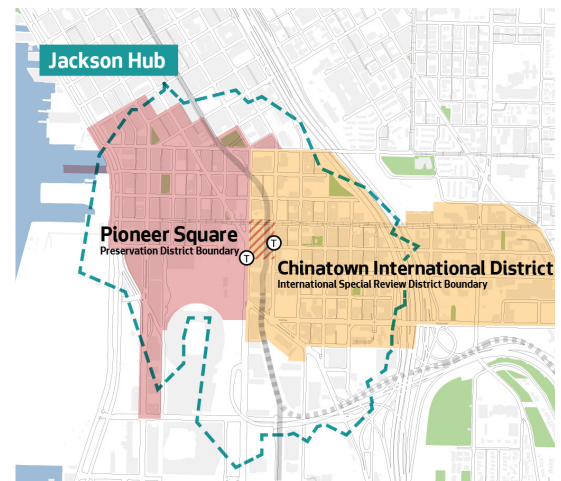 Jackson Hub
Pioneer Square
Preservation District Boundary
T
T
Chinatown International District
International Special Review District Boundary